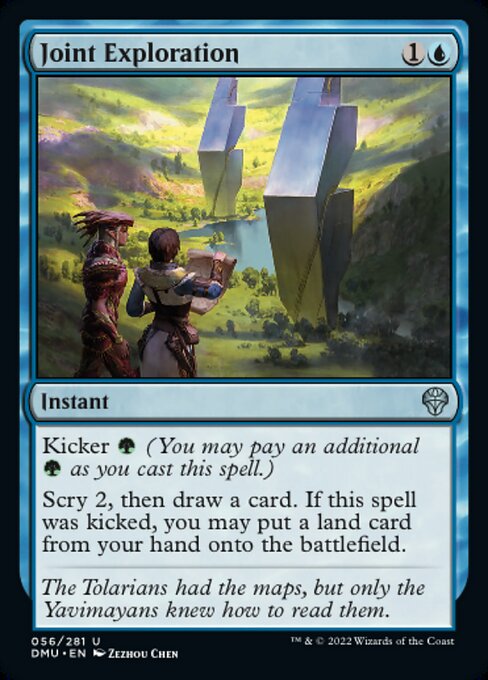 Joint Exploration 1
Instant
Kicker (You may pay an additional
as you cast this spell.)
Scry 2, then draw a card. If this spell
was kicked, you may put a land card
from your hand onto the battlefield.
The Tolarians had the maps, but only the
Yavimayans knew how to read them.
056/281 U
DMU • EN Zezhou Chen
™ & © 2022 Wizards of the Coast